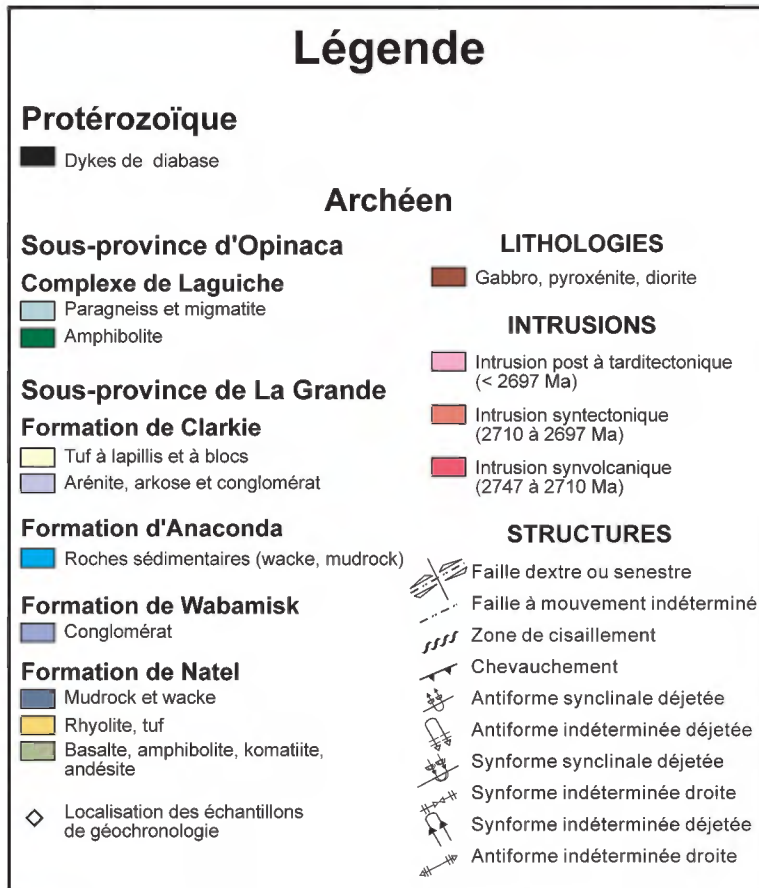 Légende
Protérozoïque
Dykes de diabase
Archéen
Sous-province d'Opinaca
Complexe de Laguiche
Paragneiss et migmatite
Amphibolite
Sous-province de La Grande
Formation de Clarkie
Tuf à lapillis et à blocs
Arénite, arkose et conglomérat
Formation d'Anaconda
Roches sédimentaires (wacke, mudrock)
Formation de Wabamisk
Conglomérat
Formation de Natel
Mudrock et wacke
Rhyolite, tuf
Basalte, amphibolite, komatiite,
andésite
Localisation des échantillons
de géochronologie
LITHOLOGIES
Gabbro, pyroxénite, diorite
INTRUSIONS
Intrusion post à tarditectonique
(< 2697 Ma)
Intrusion syntectonique
(2710 à 2697 Ma)
Intrusion synvolcanique
(2747 à 2710 Ma)
STRUCTURES
Faille dextre ou senestre
Faille à mouvement indéterminé
Zone de cisaillement
Chevauchement
Antiforme synclinale déjetée
Antiforme indéterminée déjetée
Synforme synclinale déjetée
Synforme indéterminée droite
Synforme indéterminée déjetée
Antiforme indéterminée droite